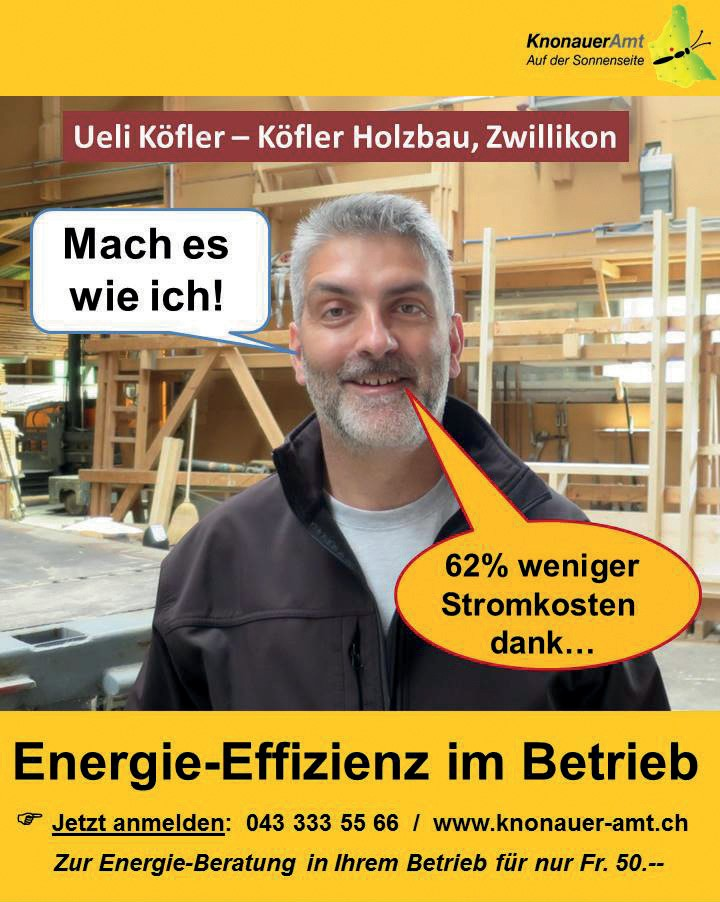 KnonauerAmt
Auf der Sonnenseite
Ueli Köfler – Köfler Holzbau, Zwillikon
Mach es
wie ich!
62% weniger
Stromkosten
dank...
Energie-Effizienz im Betrieb
☞ Jetzt anmelden: 043 333 55 66 / www.knonauer-amt.ch
Zur Energie-Beratung in Ihrem Betrieb für nur Fr. 50.--